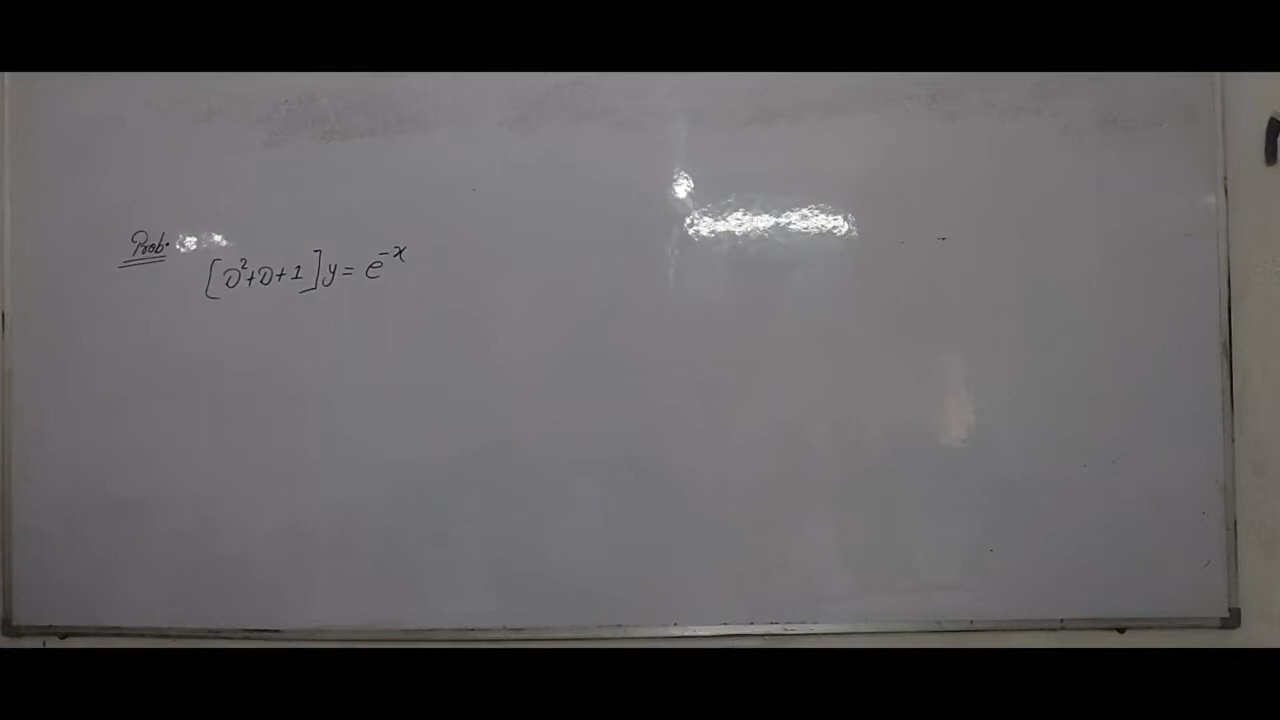 Prob.
[D²+D+1]y = e⁻ˣ